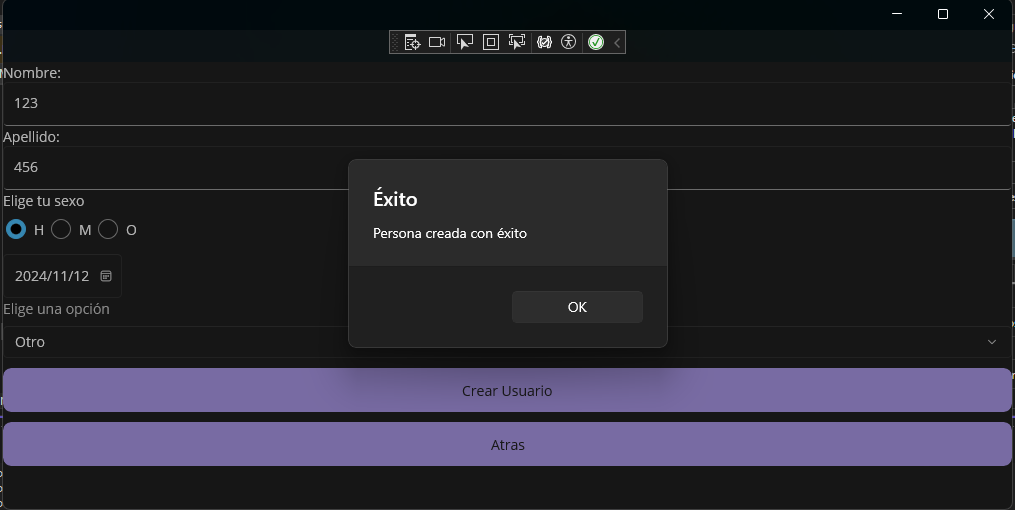 Nombre:
123
Apellido:
456
Elige tu sexo
H M O
2024/11/12
Elige una opción
Otro
Éxito
Persona creada con éxito
OK
Crear Usuario
Atras